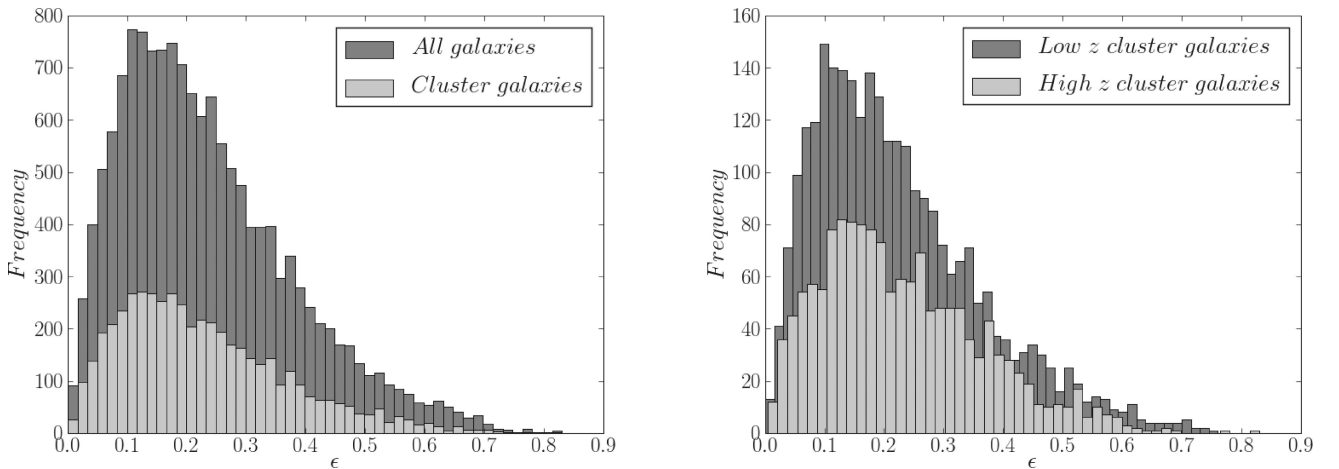 800
700
600
500
400
300
200
100
0
Frequency
All galaxies
Cluster galaxies
0.0 0.1 0.2 0.3 0.4 0.5 0.6 0.7 0.8 0.9
ϵ
160
140
120
100
80
60
40
20
0
Frequency
Low z cluster galaxies
High z cluster galaxies
0.0 0.1 0.2 0.3 0.4 0.5 0.6 0.7 0.8 0.9
ϵ